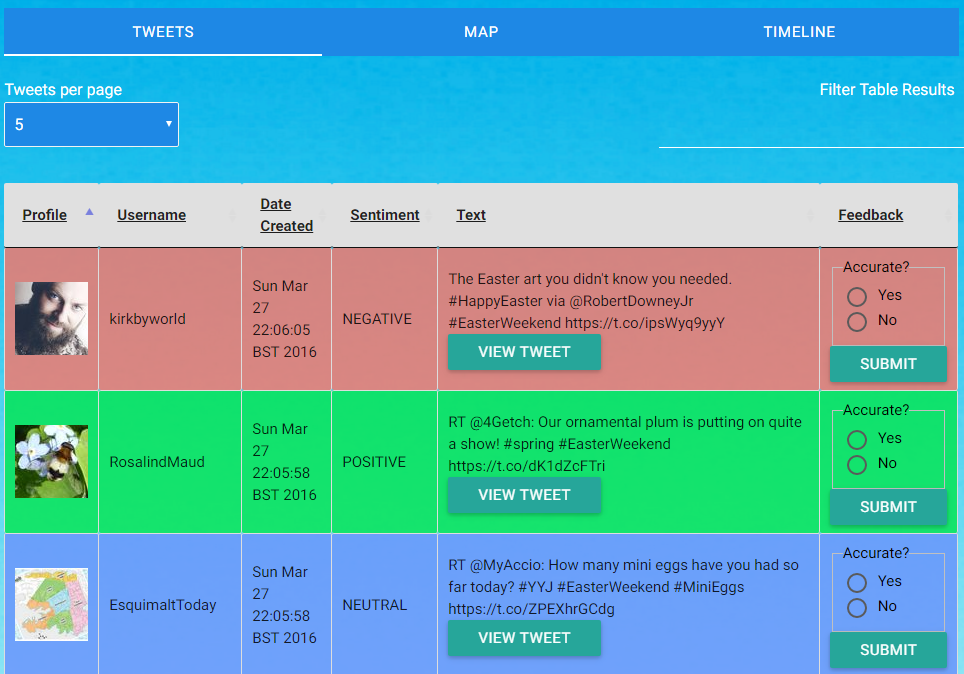 TWEETS MAP TIMELINE
Tweets per page
Filter Table Results
5
Profile Username Date Created Sentiment Text Feedback
kirkbyworld
Sun Mar
27
22:06:05
BST 2016
NEGATIVE
The Easter art you didn't know you needed.
#HappyEaster via @RobertDowneyJr
#EasterWeekend https://t.co/ipsWyq9yyY
VIEW TWEET
Accurate?
Yes
No
SUBMIT
RosalindMaud
Sun Mar
27
22:05:58
BST 2016
POSITIVE
RT @4Getch: Our ornamental plum is putting on quite
a show! #spring #EasterWeekend
https://t.co/dK1dZcFTri
VIEW TWEET
Accurate?
Yes
No
SUBMIT
EsquimaltToday
Sun Mar
27
22:05:58
BST 2016
NEUTRAL
RT @MyAccio: How many mini eggs have you had so
far today? #YYJ #EasterWeekend #MiniEggs
https://t.co/ZPEXhrGCdg
VIEW TWEET
Accurate?
Yes
No
SUBMIT